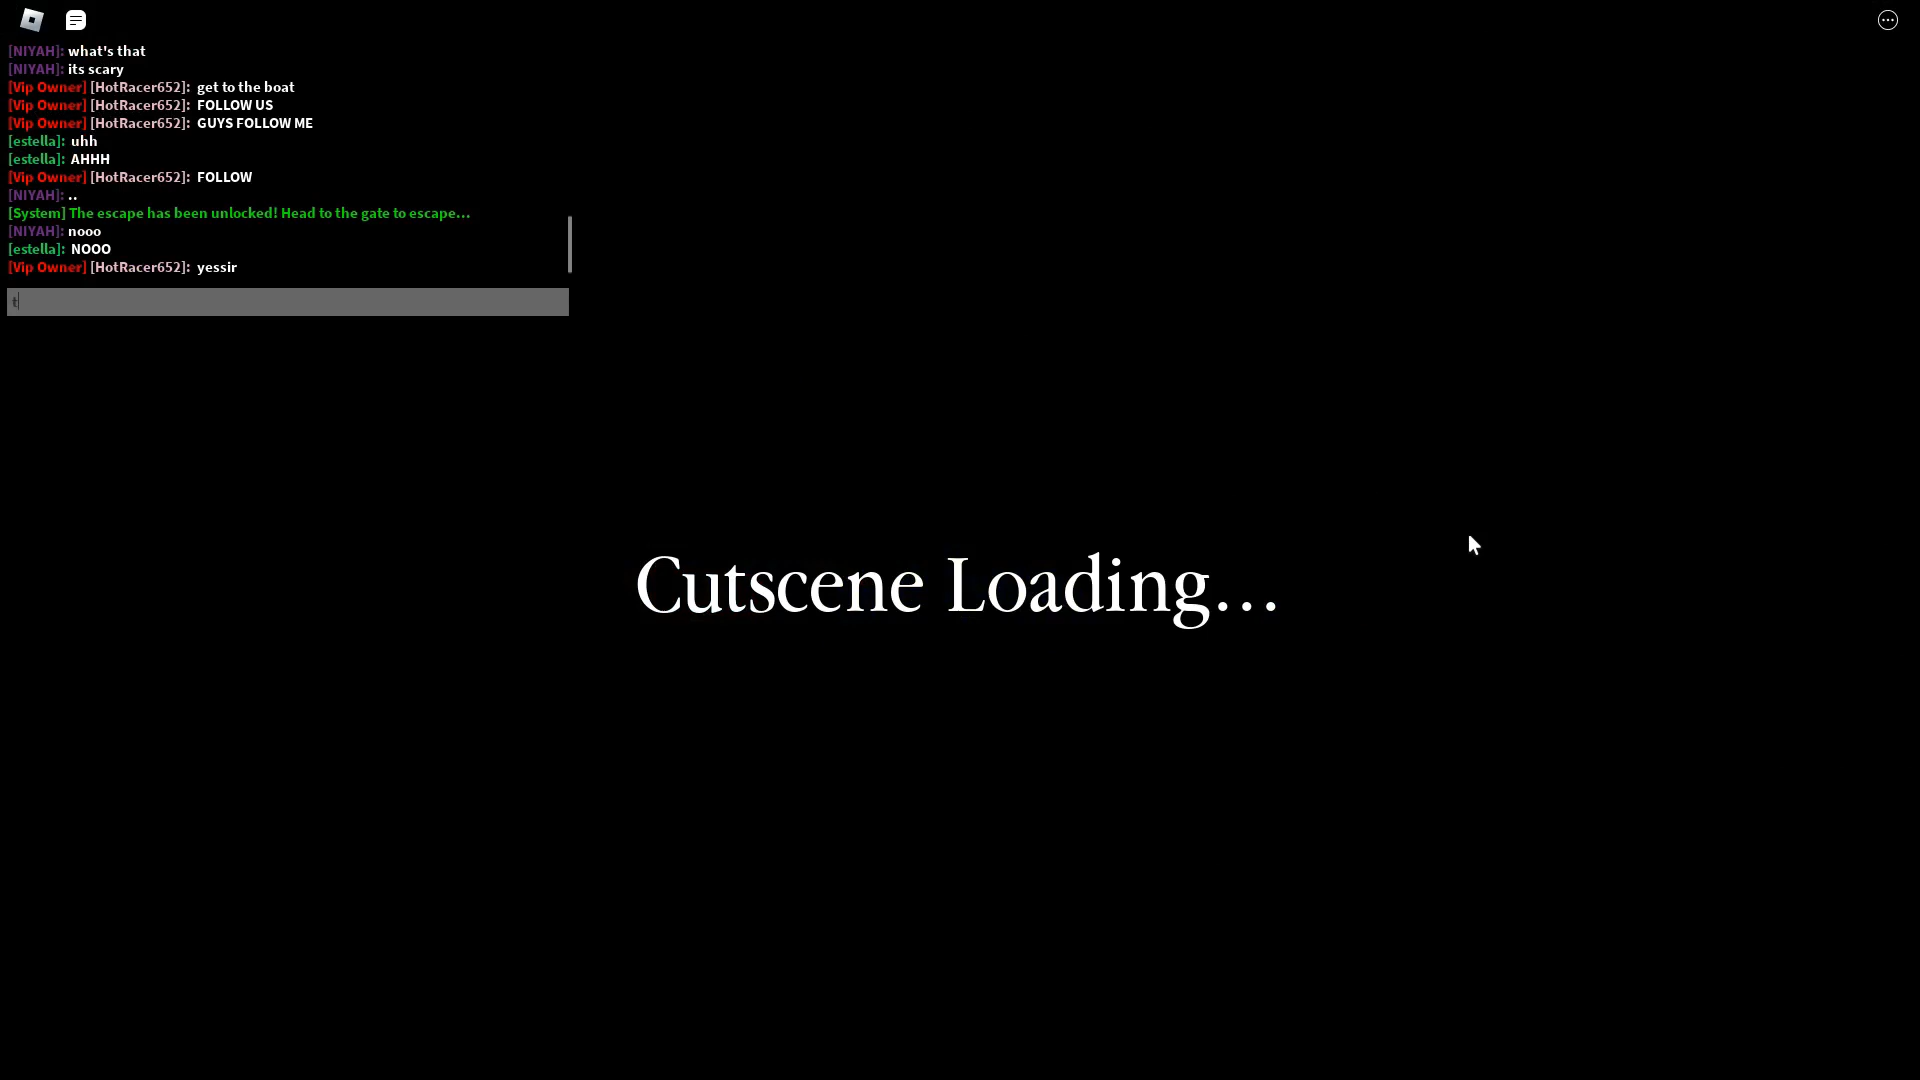 [NIYAH]: what's that
[NIYAH]: its scary
[Vip Owner] [HotRacer652]: get to the boat
[Vip Owner] [HotRacer652]: FOLLOW US
[Vip Owner] [HotRacer652]: GUYS FOLLOW ME
[estella]: uhh
[estella]: AHHH
[Vip Owner] [HotRacer652]: FOLLOW
[NIYAH]: ..
[System] The escape has been unlocked! Head to the gate to escape...
[NIYAH]: nooo
[estella]: NOOO
[Vip Owner] [HotRacer652]: yessir
t
Cutscene Loading...